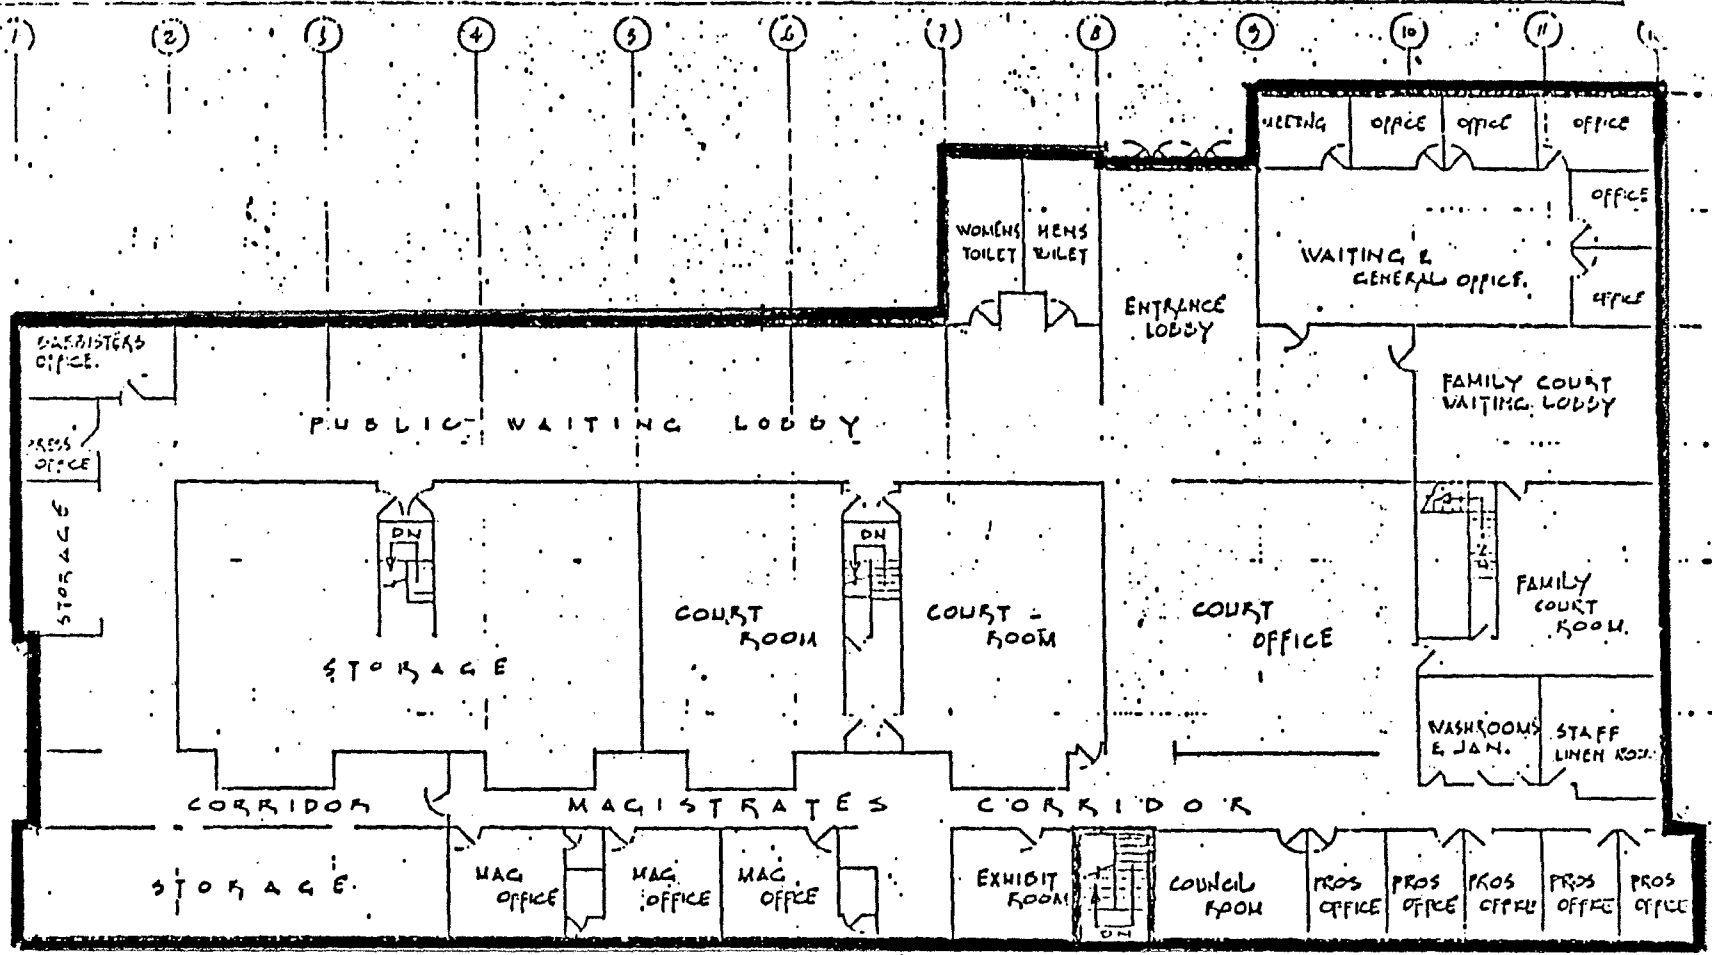 1 2 3 4 5 6 7 8 9 10 11
MEETING OFFICE OFFICE OFFICE
OFFICE
WOMENS
TOILET
MENS
TOILET
WAITING &
GENERAL OFFICE.
OFFICE
ENTRANCE
LOBBY
BARRISTERS
OFFICE.
FAMILY COURT
WAITING LOBBY
PUBLIC WAITING LOBBY
PRESS
OFFICE
STORAGE
DN
DN
DN
COURT
ROOM
COURT
ROOM
COURT
OFFICE
FAMILY
COURT
ROOM.
STORAGE
WASHROOMS
& JAN.
STAFF
LINEN
CORRIDOR MAGISTRATES CORRIDOR
STORAGE.
MAG
OFFICE
MAG.
OFFICE
MAG.
OFFICE
EXHIBIT
ROOM
DN
COUNCIL
ROOM
PROS
OFFICE
PROS
OFFICE
PROS
OFFICE
PROS
OFFICE
PROS
OFFICE